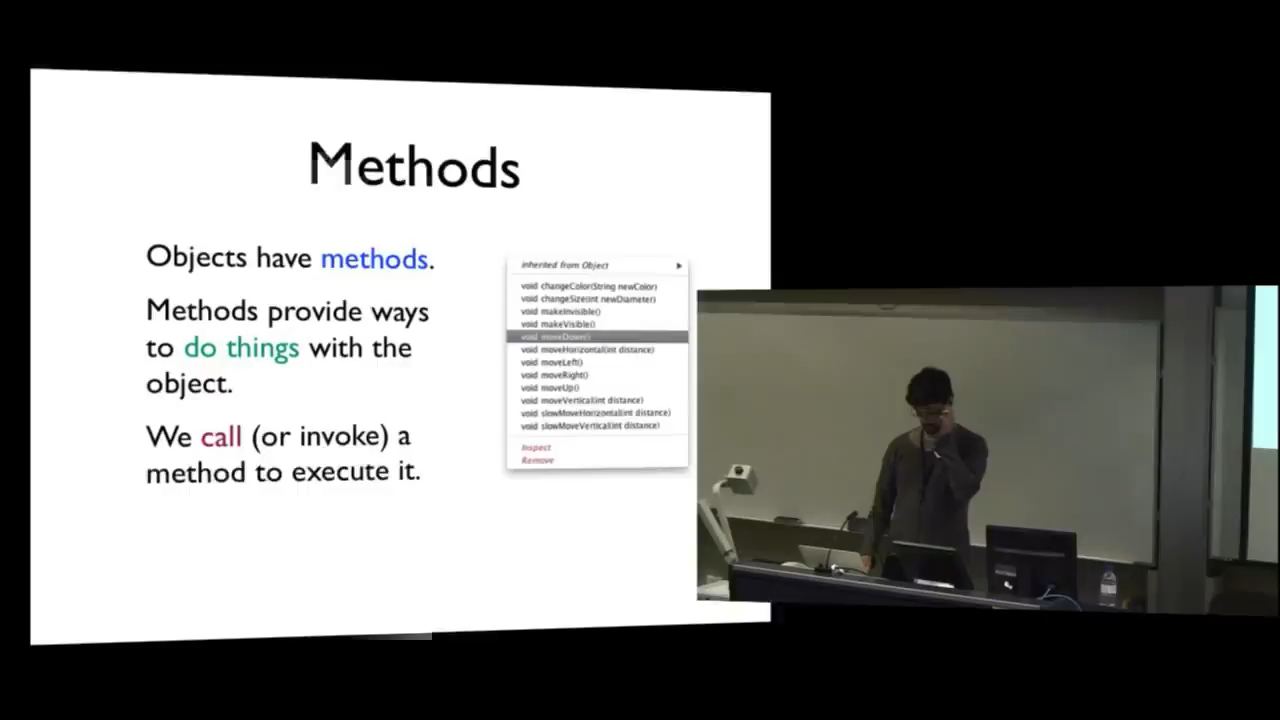 Methods
Objects have methods.
Methods provide ways
to do things with the
object.
We call (or invoke) a
method to execute it.
inherited from Object
void changeColor(String newColor)
void changeSize(int newDiameter)
void makeInvisible()
void makeVisible()
void moveDown()
void moveHorizontal(int distance)
void moveLeft()
void moveRight()
void moveUp()
void moveVertical(int distance)
void slowMoveHorizontal(int distance)
void slowMoveVertical(int distance)
Inspect
Remove